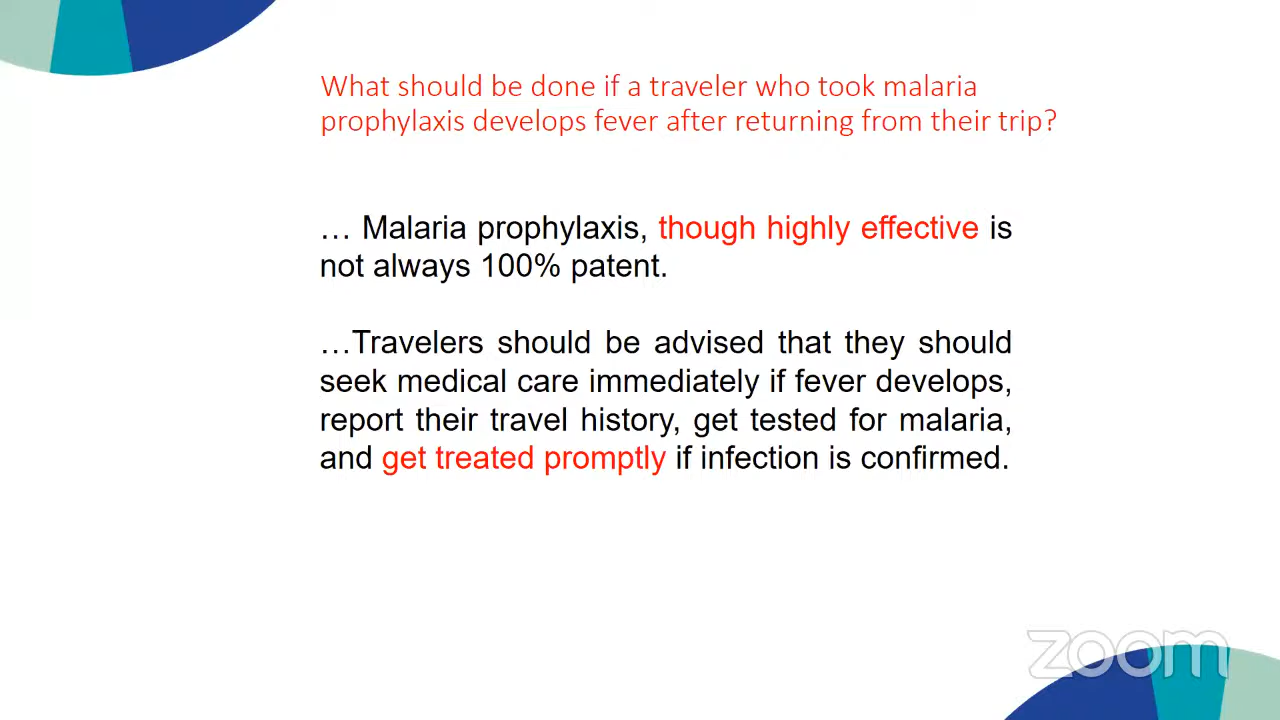 What should be done if a traveler who took malaria
prophylaxis develops fever after returning from their trip?
… Malaria prophylaxis, though highly effective is
not always 100% patent.
…Travelers should be advised that they should
seek medical care immediately if fever develops,
report their travel history, get tested for malaria,
and get treated promptly if infection is confirmed.
zoom